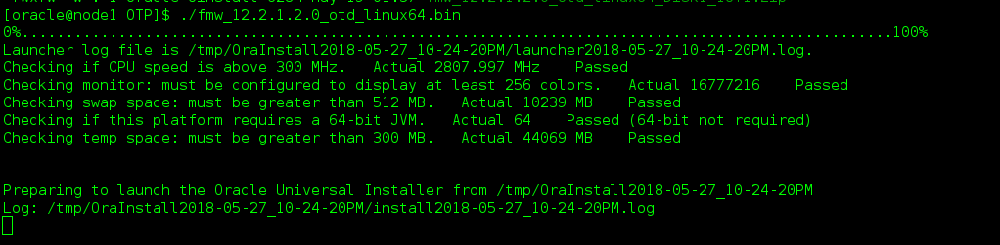 [oracle@node1 OTP]$ ./fmw_12.2.1.2.0_otd_linux64.bin
0%...................................................................................................100%
Launcher log file is /tmp/OraInstall2018-05-27_10-24-20PM/launcher2018-05-27_10-24-20PM.log.
Checking if CPU speed is above 300 MHz.   Actual 2807.997 MHz    Passed
Checking monitor: must be configured to display at least 256 colors.   Actual 16777216    Passed
Checking swap space: must be greater than 512 MB.   Actual 10239 MB    Passed
Checking if this platform requires a 64-bit JVM.   Actual 64    Passed (64-bit not required)
Checking temp space: must be greater than 300 MB.   Actual 44069 MB    Passed
Preparing to launch the Oracle Universal Installer from /tmp/OraInstall2018-05-27_10-24-20PM
Log: /tmp/OraInstall2018-05-27_10-24-20PM/install2018-05-27_10-24-20PM.log